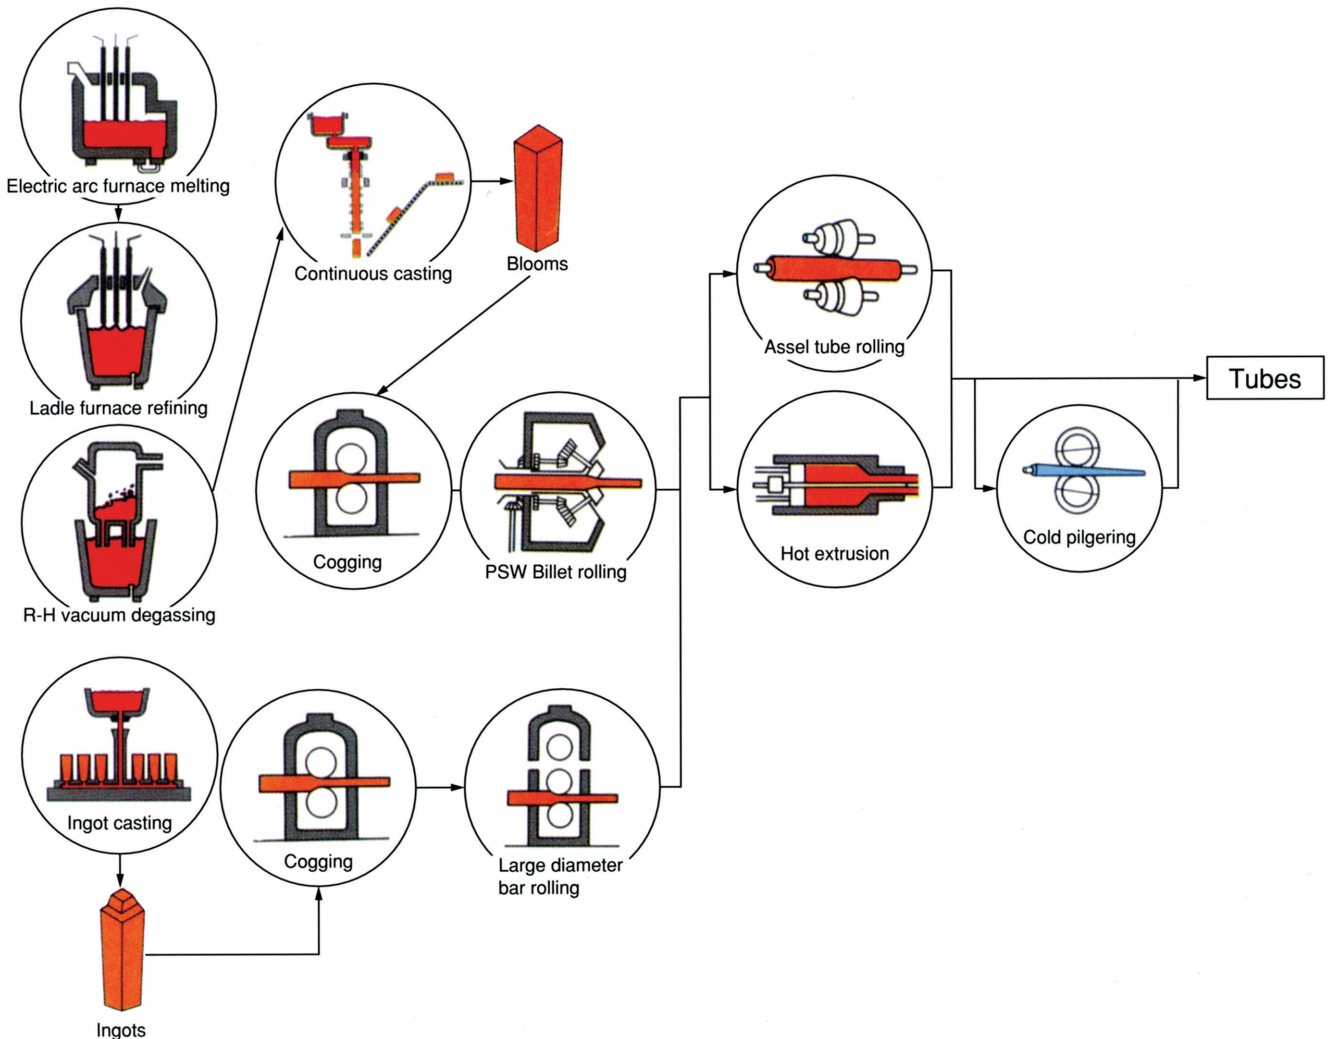 Electric arc furnace melting
Ladle furnace refining
R-H vacuum degassing
Continuous casting
Blooms
Cogging
PSW Billet rolling
Assel tube rolling
Hot extrusion
Cold pilgering
Tubes
Ingot casting
Ingots
Cogging
Large diameter
bar rolling